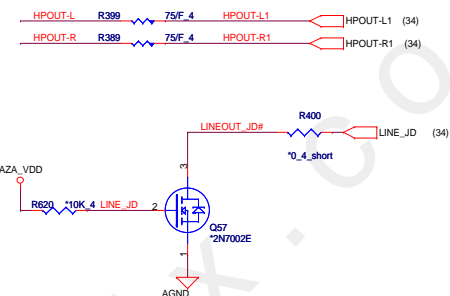 HPOUT-L R399 75/F_4 HPOUT-L1 HPOUT-L1 (34)
HPOUT-R R389 75/F_4 HPOUT-R1 HPOUT-R1 (34)
R400
LINEOUT_JD# LINE_JD (34)
*0_4_short
3
AZA_VDD
R620 *10K_4 LINE_JD 2
Q57
*2N7002E
1
AGND